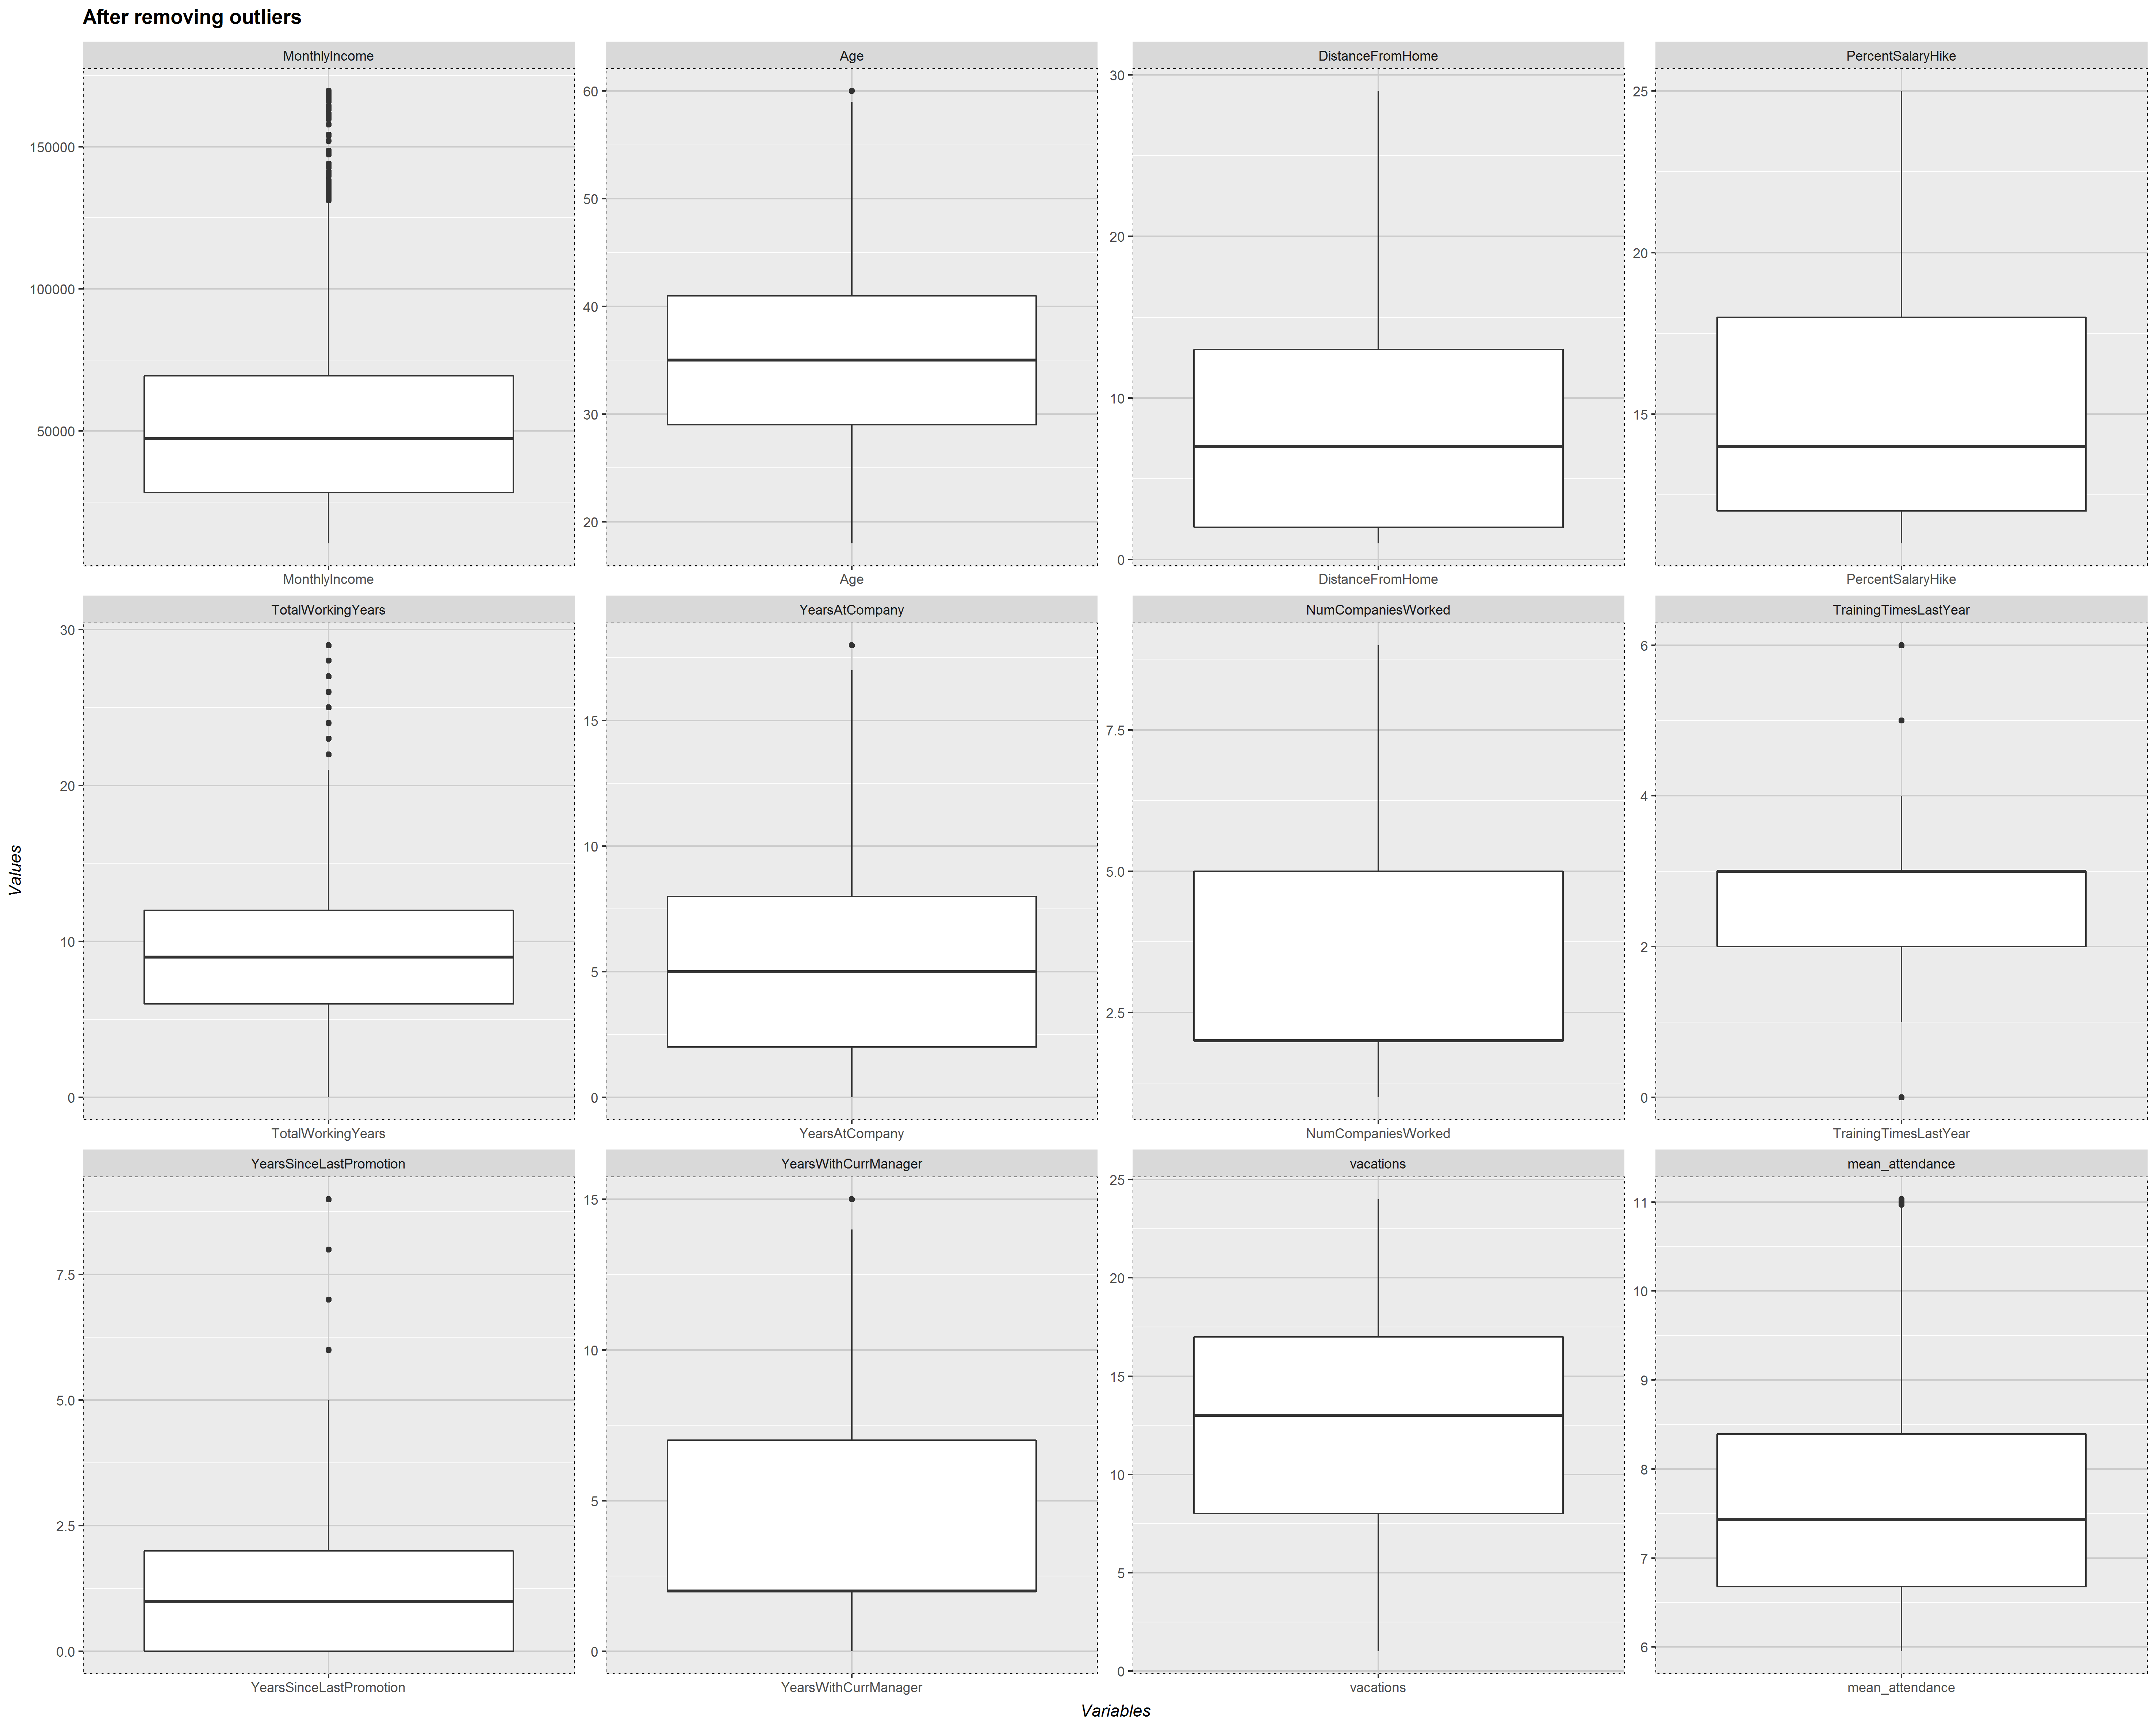 After removing outliers
MonthlyIncome
Age
DistanceFromHome
PercentSalaryHike
150000
100000
50000
60
50
40
30
20
30
20
10
0
25
20
15
MonthlyIncome
Age
DistanceFromHome
PercentSalaryHike
TotalWorkingYears
YearsAtCompany
NumCompaniesWorked
TrainingTimesLastYear
30
20
10
0
15
10
5
0
7.5
5.0
2.5
6
4
2
0
Values
TotalWorkingYears
YearsAtCompany
NumCompaniesWorked
TrainingTimesLastYear
YearsSinceLastPromotion
YearsWithCurrManager
vacations
mean_attendance
7.5
5.0
2.5
0.0
15
10
5
0
25
20
15
10
5
0
11
10
9
8
7
6
YearsSinceLastPromotion
YearsWithCurrManager
vacations
mean_attendance
Variables